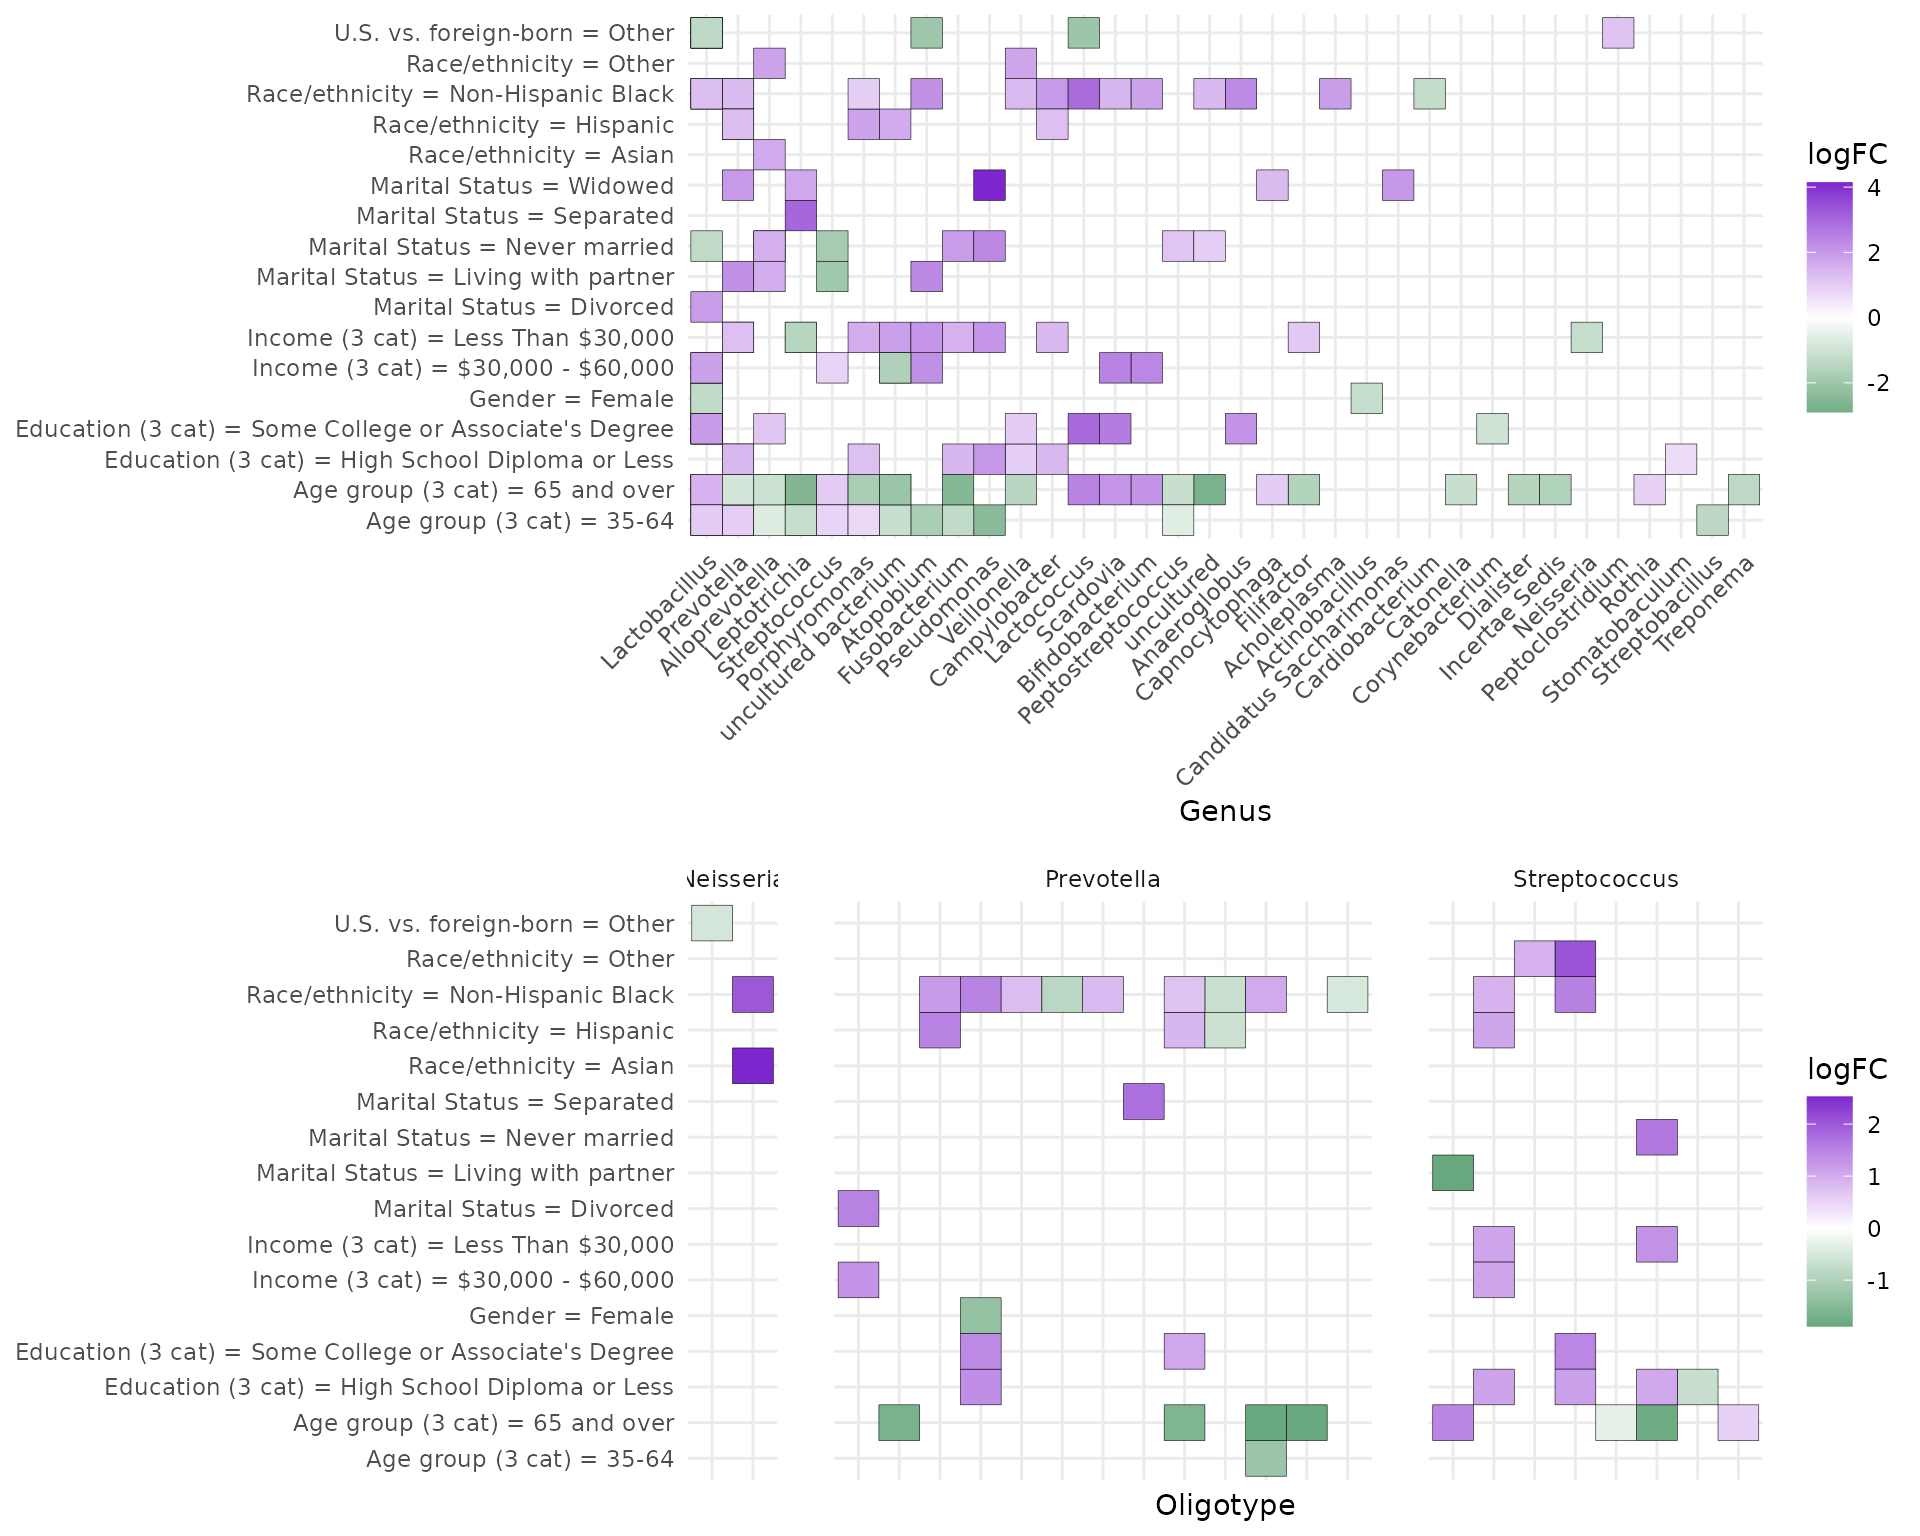 U.S. vs. foreign-born = Other
Race/ethnicity = Other
Race/ethnicity = Non-Hispanic Black
Race/ethnicity = Hispanic
Race/ethnicity = Asian
Marital Status = Widowed
Marital Status = Separated
Marital Status = Never married
Marital Status = Living with partner
Marital Status = Divorced
Income (3 cat) = Less Than $30,000
Income (3 cat) = $30,000 - $60,000
Gender = Female
Education (3 cat) = Some College or Associate's Degree
Education (3 cat) = High School Diploma or Less
Age group (3 cat) = 65 and over
Age group (3 cat) = 35-64
Lactobacillus
Prevotella
Alloprevotella
Leptotrichia
Streptococcus
Porphyromonas
uncultured bacterium
Atopobium
Fusobacterium
Pseudomonas
Veillonella
Campylobacter
Lactococcus
Scardovia
Bifidobacterium
Peptostreptococcus
uncultured
Anaeroglobus
Capnocytophaga
Filifactor
Acholeplasma
Actinobacillus
Candidatus Saccharimonas
Cardiobacterium
Catonella
Corynebacterium
Dialister
Incertae Sedis
Neisseria
Peptoclostridium
Rothia
Stomatobaculum
Streptobacillus
Treponema
Genus
logFC
4
2
0
-2
Neisseria
Prevotella
Streptococcus
U.S. vs. foreign-born = Other
Race/ethnicity = Other
Race/ethnicity = Non-Hispanic Black
Race/ethnicity = Hispanic
Race/ethnicity = Asian
Marital Status = Separated
Marital Status = Never married
Marital Status = Living with partner
Marital Status = Divorced
Income (3 cat) = Less Than $30,000
Income (3 cat) = $30,000 - $60,000
Gender = Female
Education (3 cat) = Some College or Associate's Degree
Education (3 cat) = High School Diploma or Less
Age group (3 cat) = 65 and over
Age group (3 cat) = 35-64
Oligotype
logFC
2
1
0
-1